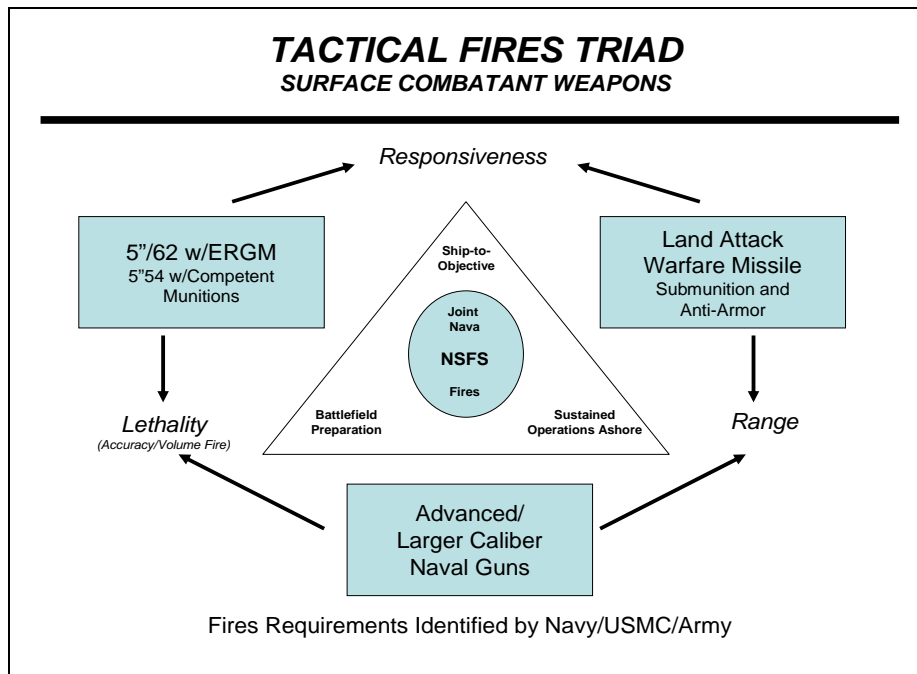 TACTICAL FIRES TRIAD
SURFACE COMBATANT WEAPONS
Responsiveness
5”/62 w/ERGM
5”54 w/Competent
Munitions
Land Attack
Warfare Missile
Submunition and
Anti-Armor
Ship-to-
Objective
Joint
Nava
NSFS
Fires
Battlefield
Preparation
Sustained
Operations Ashore
Lethality
(Accuracy/Volume Fire)
Range
Advanced/
Larger Caliber
Naval Guns
Fires Requirements Identified by Navy/USMC/Army